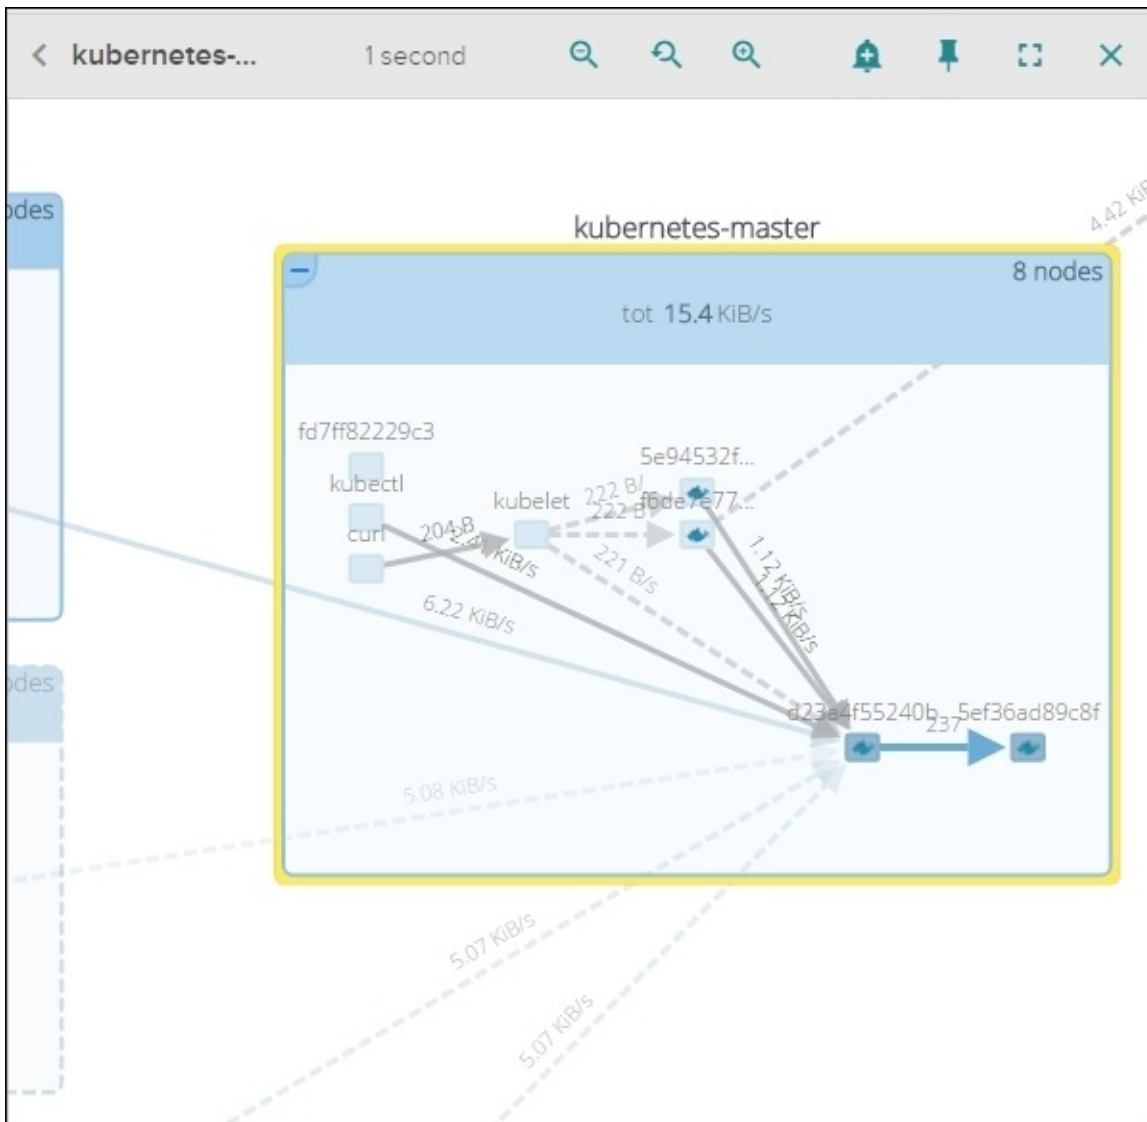 kubernetes-...
1 second
odes
kubernetes-master
4.42 KiB
8 nodes
tot 15.4 KiB/s
fd7ff82229c3
5e94532f...
kubectl
kubelet
222 B/
f6de7e77...
222 B
curl
204 B
KiB/s
221 B/s
1.12 KiB/s
1.12 KiB/s
6.22 KiB/s
odes
d23a4f55240b
5ef36ad89c8f
237
5.08 KiB/s
5.07 KiB/s
5.07 KiB/s